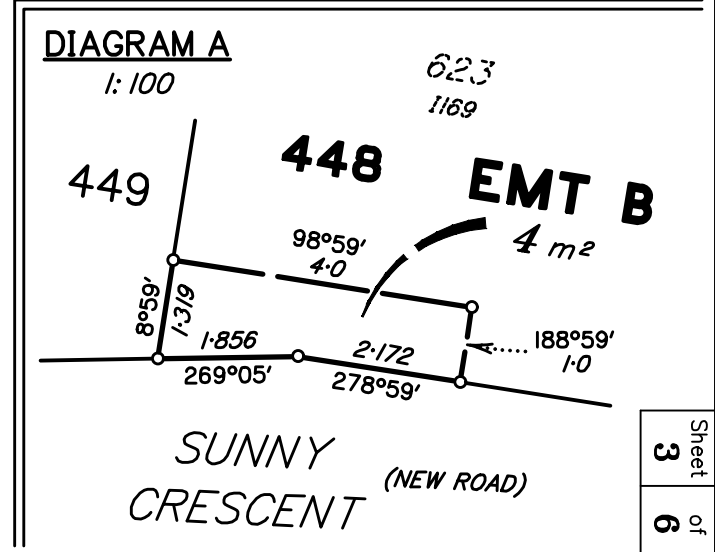 DIAGRAM A
1:100
623
1169
449
448
EMT B
4 m²
98°59'
4·0
8°59'
1·319
1·856
269°05'
2·172
278°59'
188°59'
1·0
SUNNY
CRESCENT
(NEW ROAD)
Sheet
3
of
6